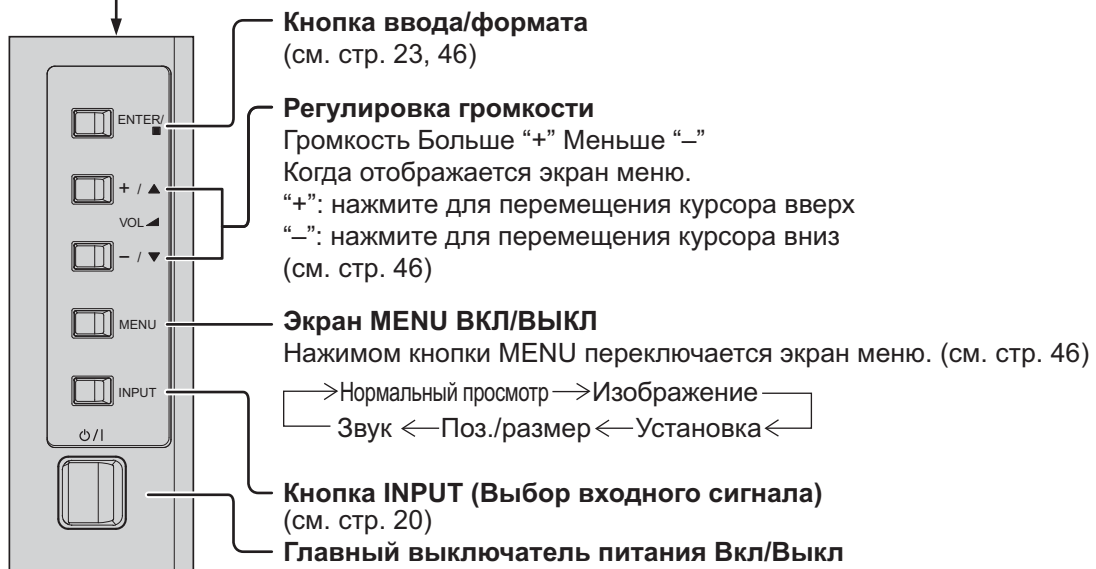 Кнопка ввода/формата
(см. стр. 23, 46)
ENTER/
Регулировка громкости
Громкость Больше “+” Меньше “–”
Когда отображается экран меню.
“+”: нажмите для перемещения курсора вверх
“–”: нажмите для перемещения курсора вниз
(см. стр. 46)
+ / ▲
VOL
− / ▼
Экран MENU ВКЛ/ВЫКЛ
MENU
Нажимом кнопки MENU переключается экран меню. (см. стр. 46)
Нормальный просмотр Изображение
Звук Поз./размер Установка
INPUT
⏻/I
Кнопка INPUT (Выбор входного сигнала)
(см. стр. 20)
Главный выключатель питания Вкл/Выкл